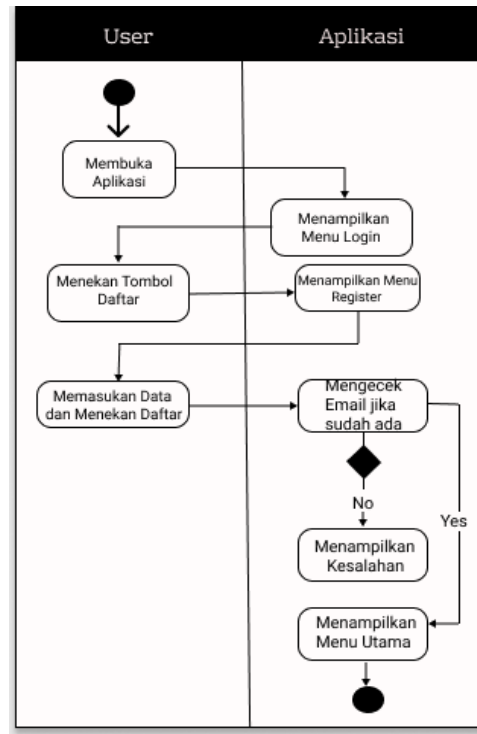 User
Aplikasi
Membuka
Aplikasi
Menampilkan
Menu Login
Menekan Tombol
Daftar
Menampilkan Menu
Register
Memasukan Data
dan Menekan Daftar
Mengecek
Email jika
sudah ada
No
Yes
Menampilkan
Kesalahan
Menampilkan
Menu Utama